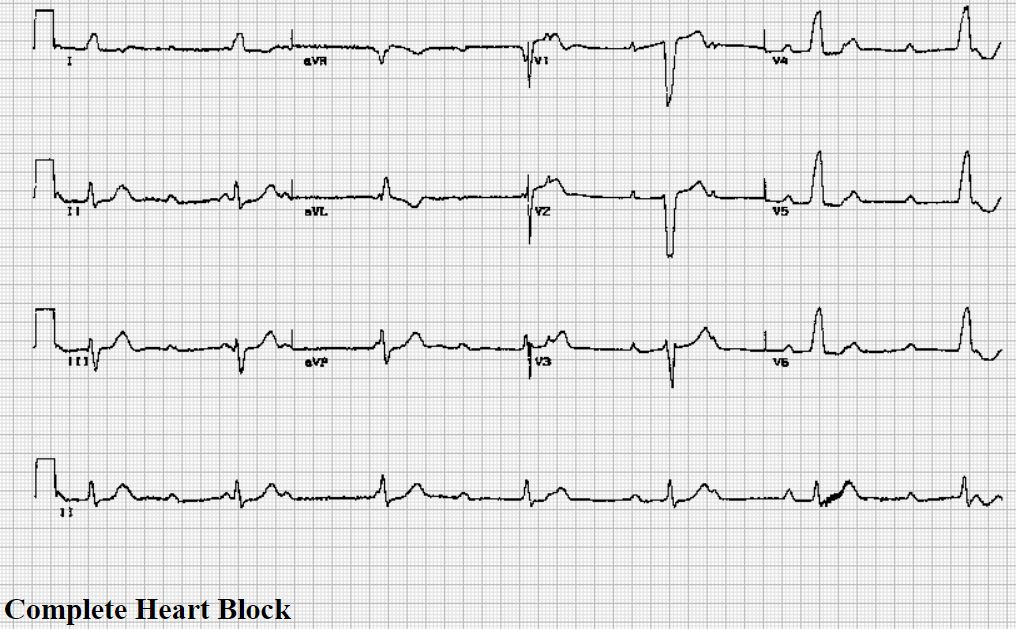 I aVR V1 V4
II aVL V2 V5
III aVF V3 V6
II
Complete Heart Block